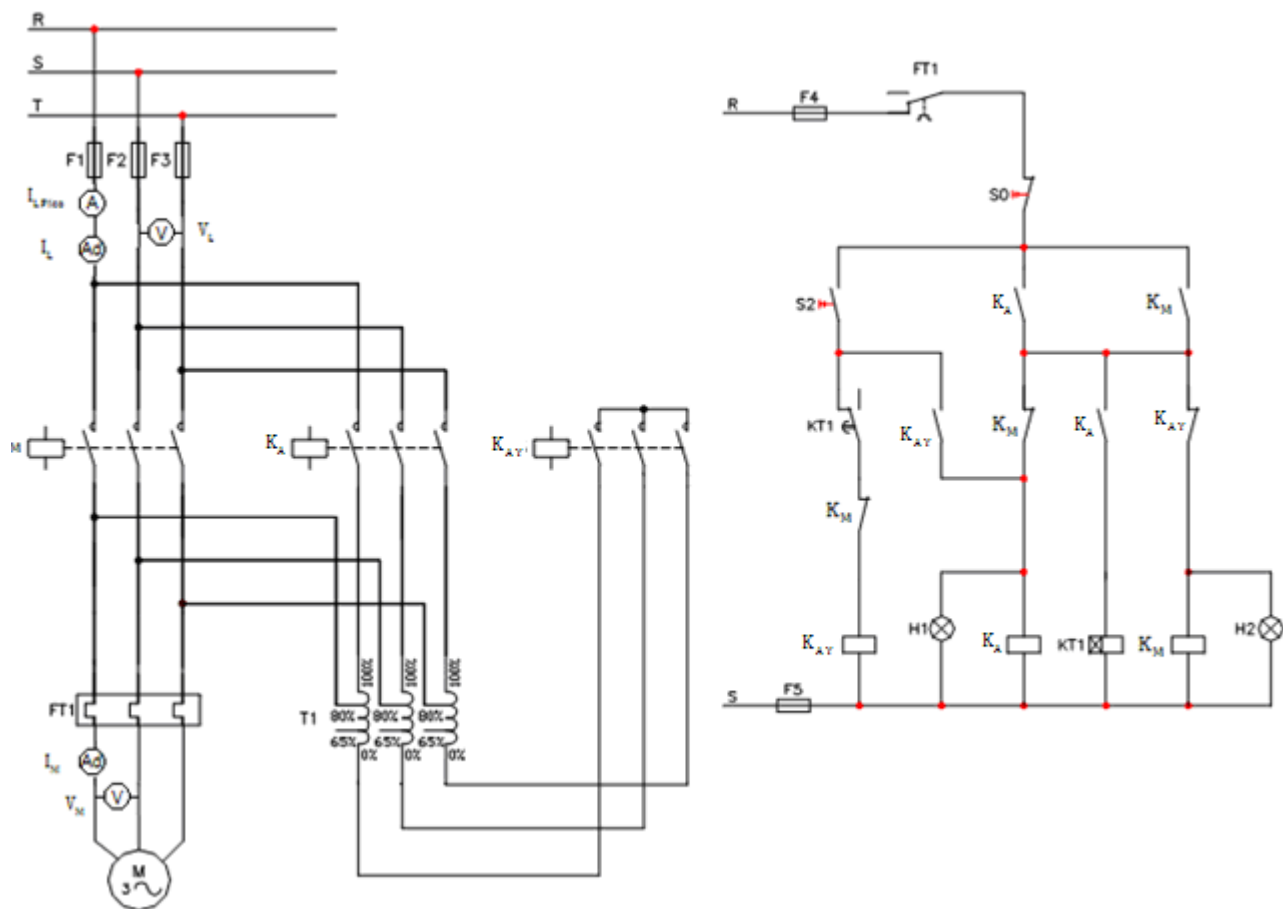 R
S
T
F1 F2 F3
I L Pico
A
V V L
I L
Ad
M
K A
K AY'
100% 100% 100%
T1 80% 80% 80%
65% 65% 65%
0% 0% 0%
FT1
I M
Ad
V M
V
M
3
FT1
R F4
S0
S2 K A K M
KT1 K AY K M K A K AY
K M
K AY H1 K A KT1 K M H2
S F5